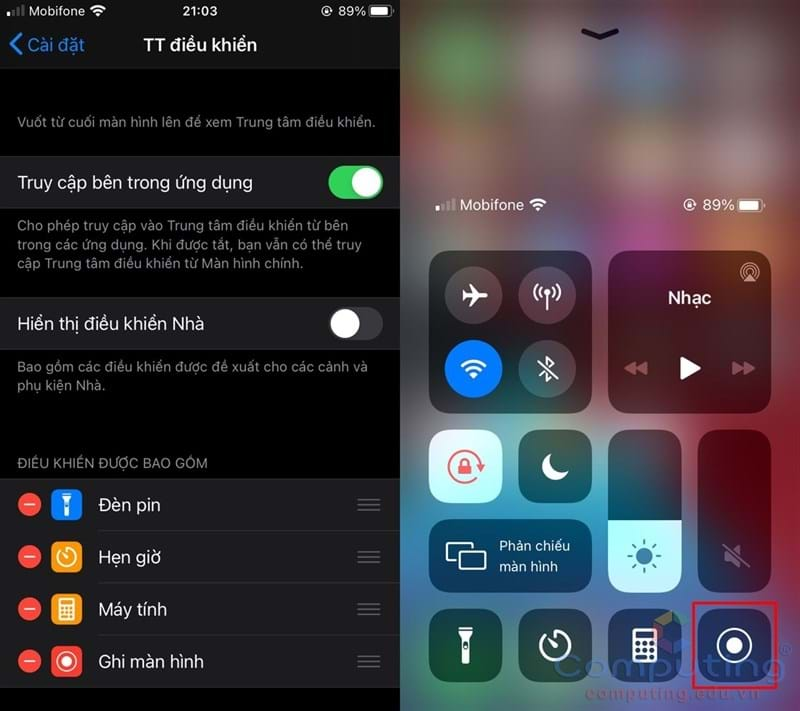 Mobifone 21:03 89%
Cài đặt TT điều khiển
Vuốt từ cuối màn hình lên để xem Trung tâm điều khiển.
Truy cập bên trong ứng dụng
Cho phép truy cập vào Trung tâm điều khiển từ bên
trong các ứng dụng. Khi được tắt, bạn vẫn có thể truy
cập Trung tâm điều khiển từ Màn hình chính.
Hiển thị điều khiển Nhà
Bao gồm các điều khiển được đề xuất cho các cảnh và
phụ kiện Nhà.
ĐIỀU KHIỂN ĐƯỢC BAO GỒM
Đèn pin
Hẹn giờ
Máy tính
Ghi màn hình
Mobifone 89%
Nhạc
Phản chiếu
màn hình
Computing®
computing.edu.vn